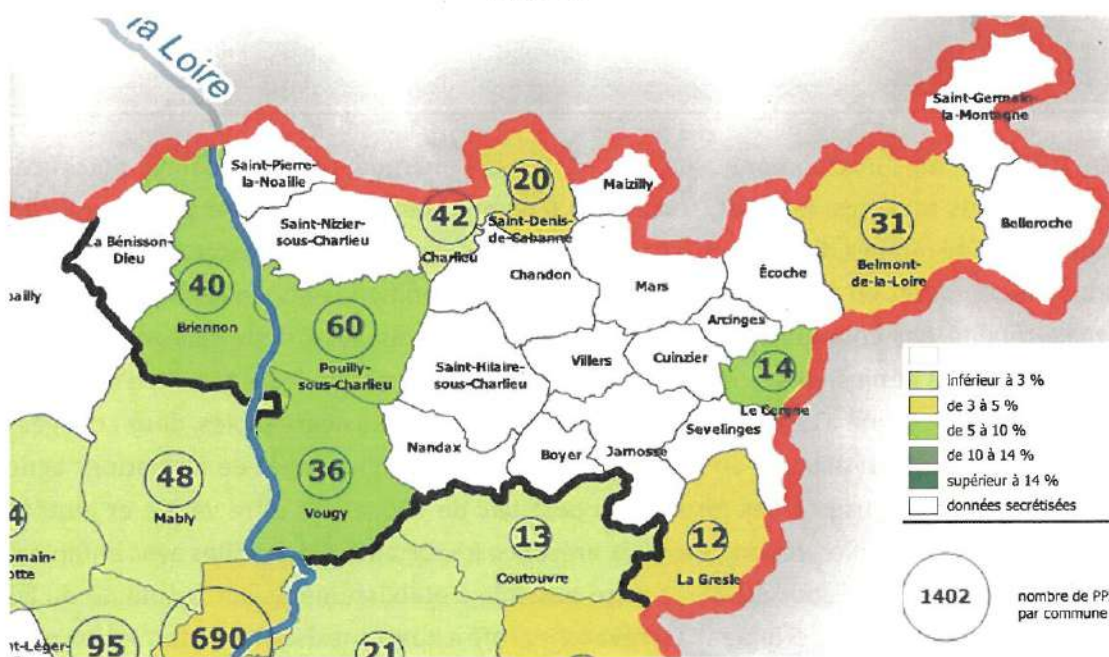 la Loire
Saint-Germain
la-Montagne
Saint-Pierre
la-Noaille
20
Maizilly
42
Saint-Nizier
sous-Charlieu
Saint-Denis
de-Cabanne
31
Belleroche
La Bénisson-
Dieu
Charlieu
Chandon
Écoche
Belmont
de-la-Loire
40
Mars
Briennon
60
Arcinges
Pouilly
sous-Charlieu
Saint-Hilaire
sous-Charlieu
Villers
Cuinzier
14
Le Cergne
Sevelinges
Nandax
Boyer
Jarnosse
48
Mably
36
Vougy
13
Coutouvre
12
La Gresle
95
690
21
inférieur à 3 %
de 3 à 5 %
de 5 à 10 %
de 10 à 14 %
supérieur à 14 %
données secrétisées
1402
nombre de PP
par commune